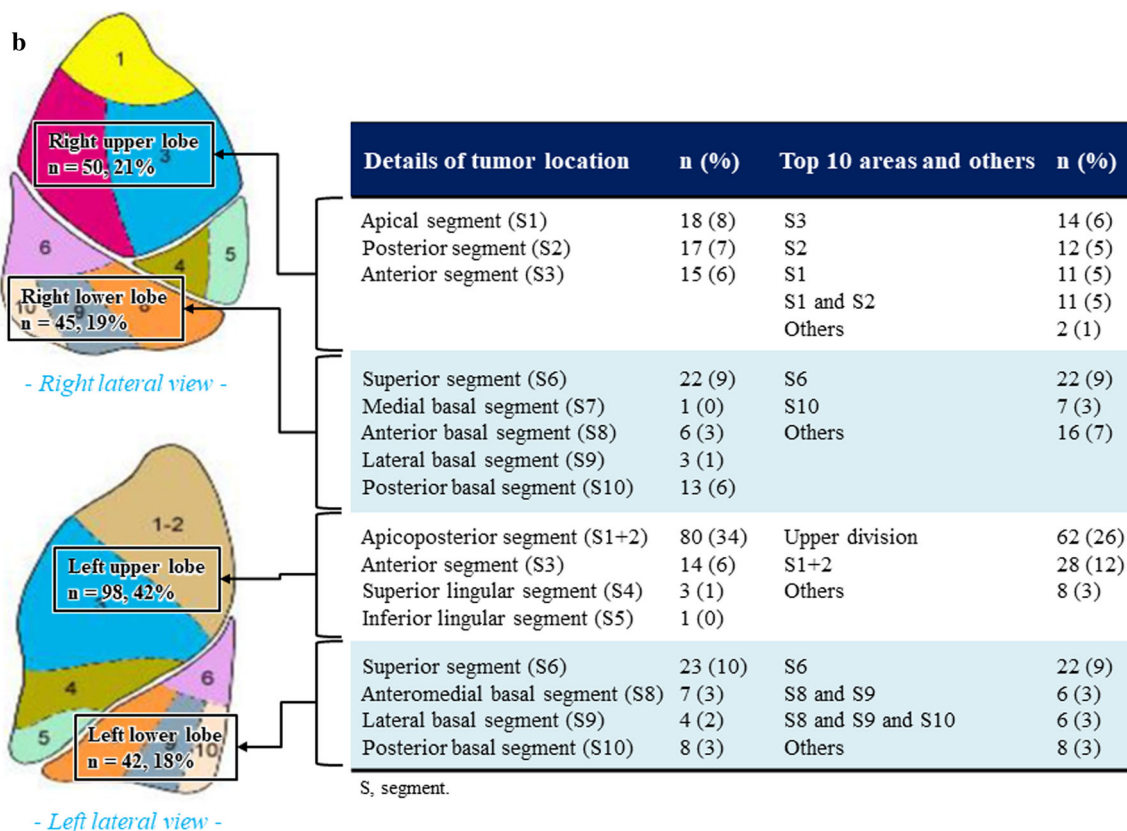 b
1
Right upper lobe
n = 50, 21%
3
6
5
4
Right lower lobe
n = 45, 19%
10
9
8
- Right lateral view -
1-2
Left upper lobe
n = 98, 42%
4
6
5
Left lower lobe
n = 42, 18%
9
10
- Left lateral view -
Details of tumor location n (%) Top 10 areas and others n (%)
Apical segment (S1) 18 (8) S3 14 (6)
Posterior segment (S2) 17 (7) S2 12 (5)
Anterior segment (S3) 15 (6) S1 11 (5)
S1 and S2 11 (5)
Others 2 (1)
Superior segment (S6) 22 (9) S6 22 (9)
Medial basal segment (S7) 1 (0) S10 7 (3)
Anterior basal segment (S8) 6 (3) Others 16 (7)
Lateral basal segment (S9) 3 (1)
Posterior basal segment (S10) 13 (6)
Apicoposterior segment (S1+2) 80 (34) Upper division 62 (26)
Anterior segment (S3) 14 (6) S1+2 28 (12)
Superior lingular segment (S4) 3 (1) Others 8 (3)
Inferior lingular segment (S5) 1 (0)
Superior segment (S6) 23 (10) S6 22 (9)
Anteromedial basal segment (S8) 7 (3) S8 and S9 6 (3)
Lateral basal segment (S9) 4 (2) S8 and S9 and S10 6 (3)
Posterior basal segment (S10) 8 (3) Others 8 (3)
S, segment.